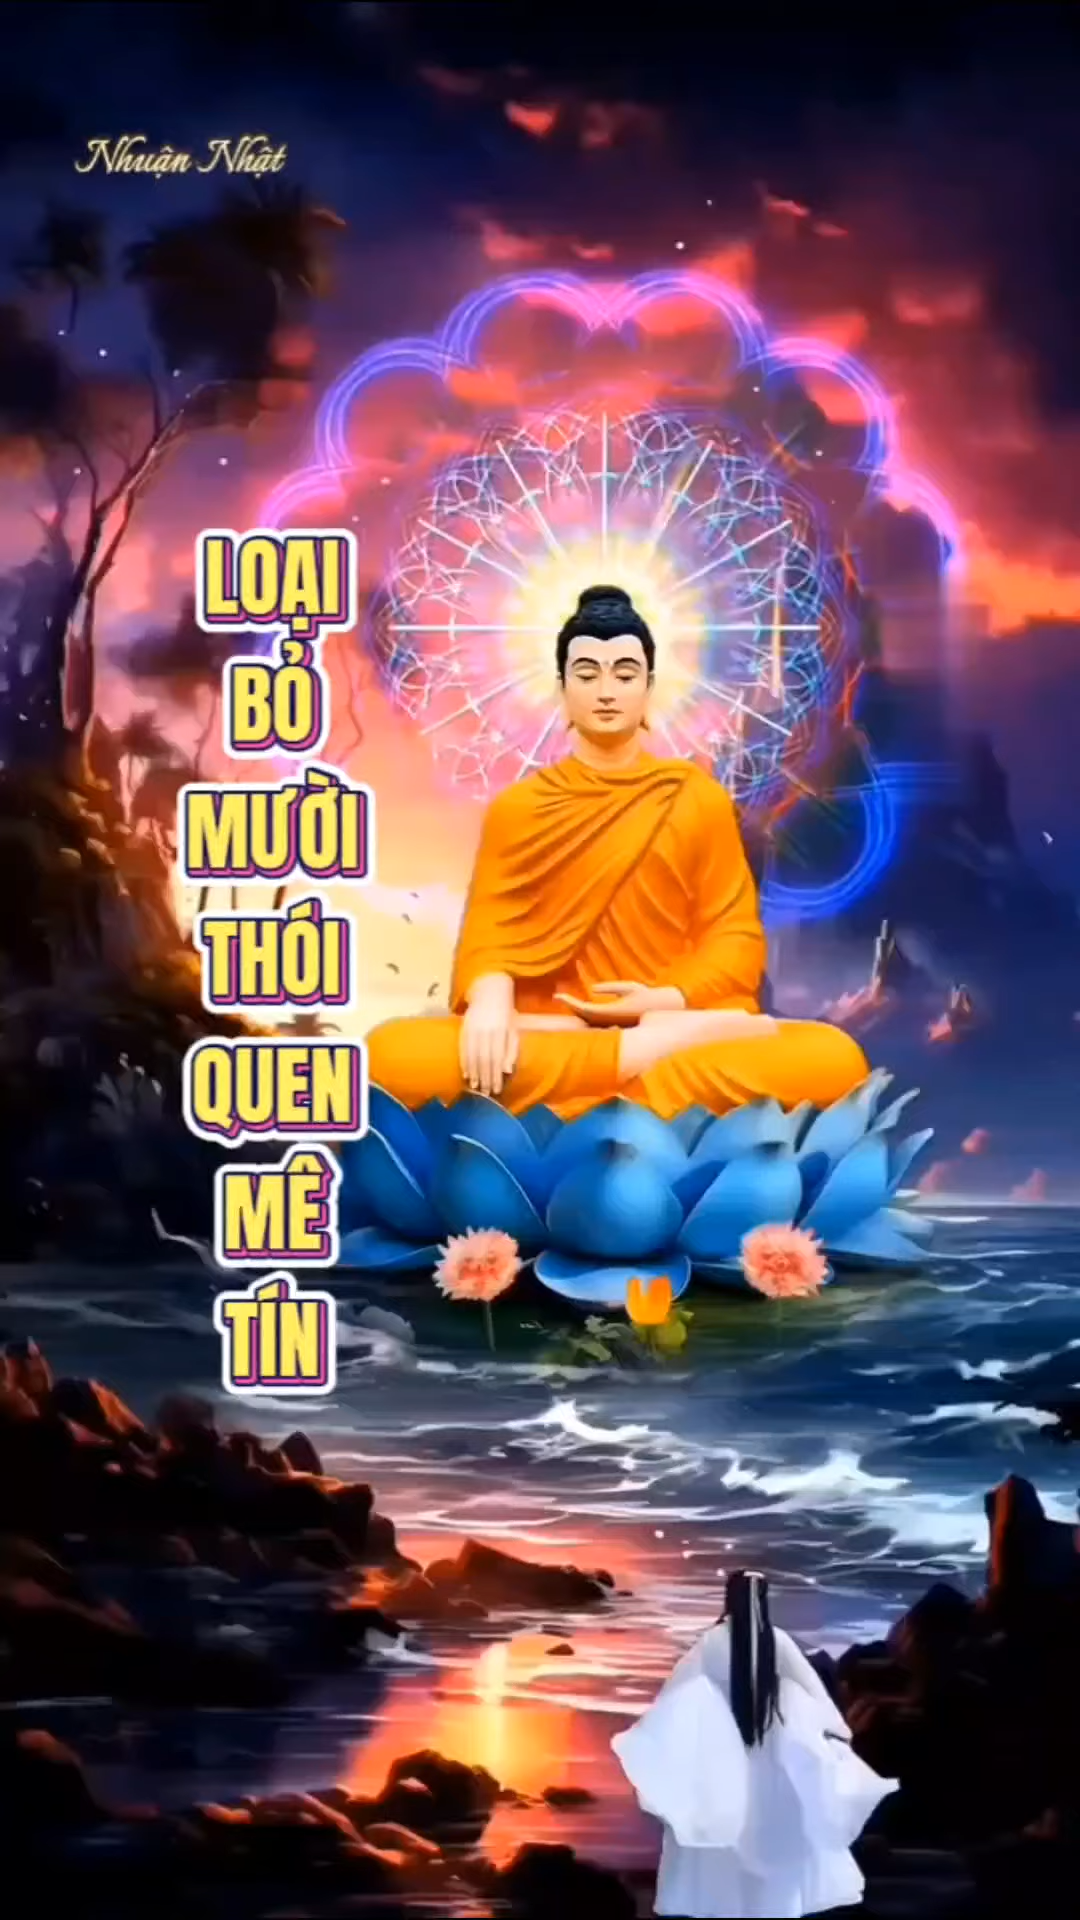 Nhuận Nhật
LOẠI
BỎ
MƯỜI
THÓI
QUEN
MÊ
TÍN